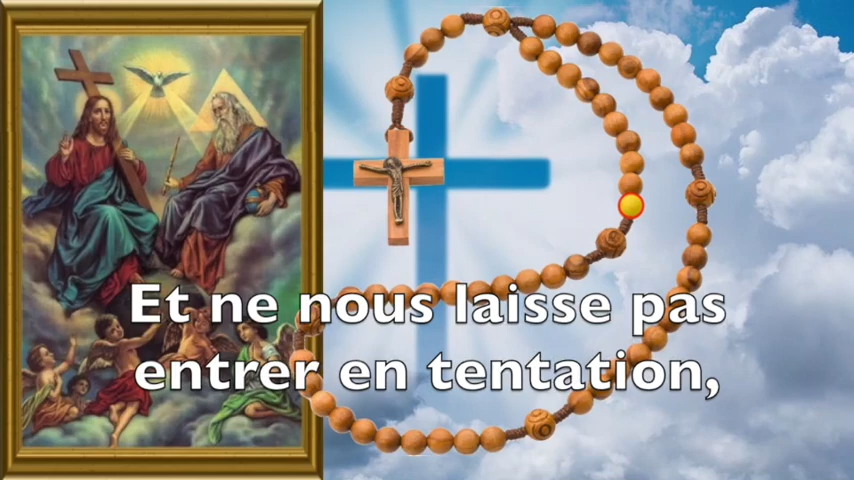 Et ne nous laisse pas
entrer en tentation,